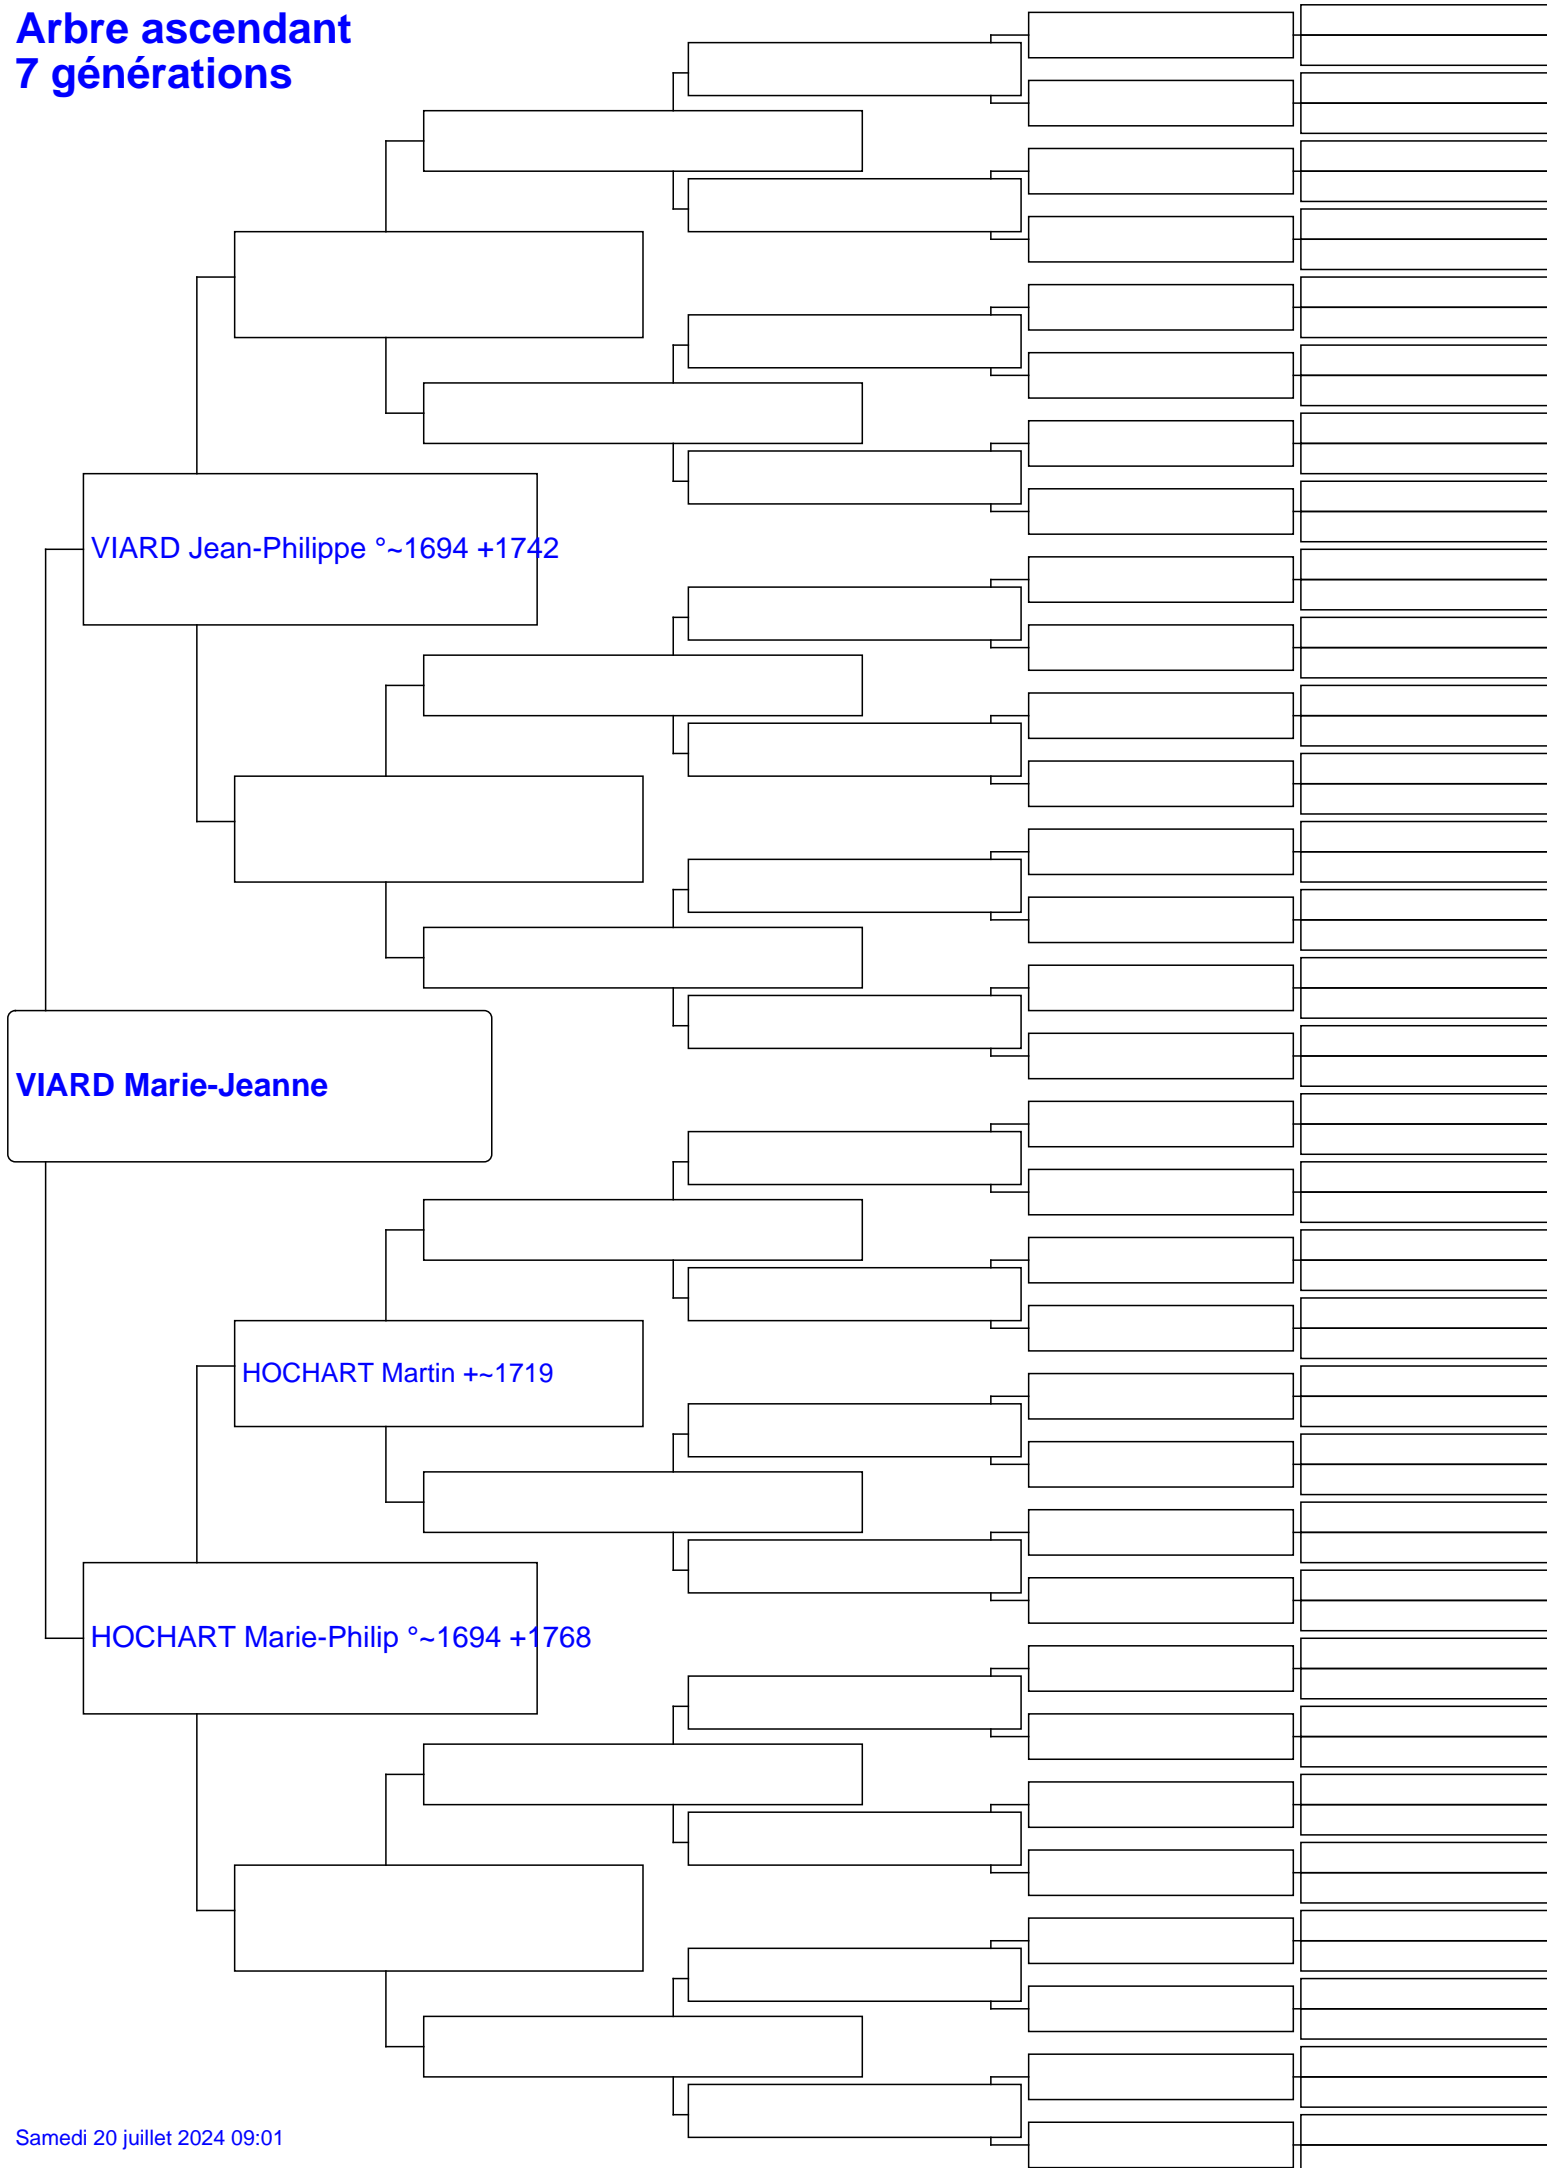 Arbre ascendant
7 générations
VIARD Jean-Philippe °~1694 +1742
VIARD Marie-Jeanne
HOCHART Martin +~1719
HOCHART Marie-Philip °~1694 +1768
Samedi 20 juillet 2024 09:01